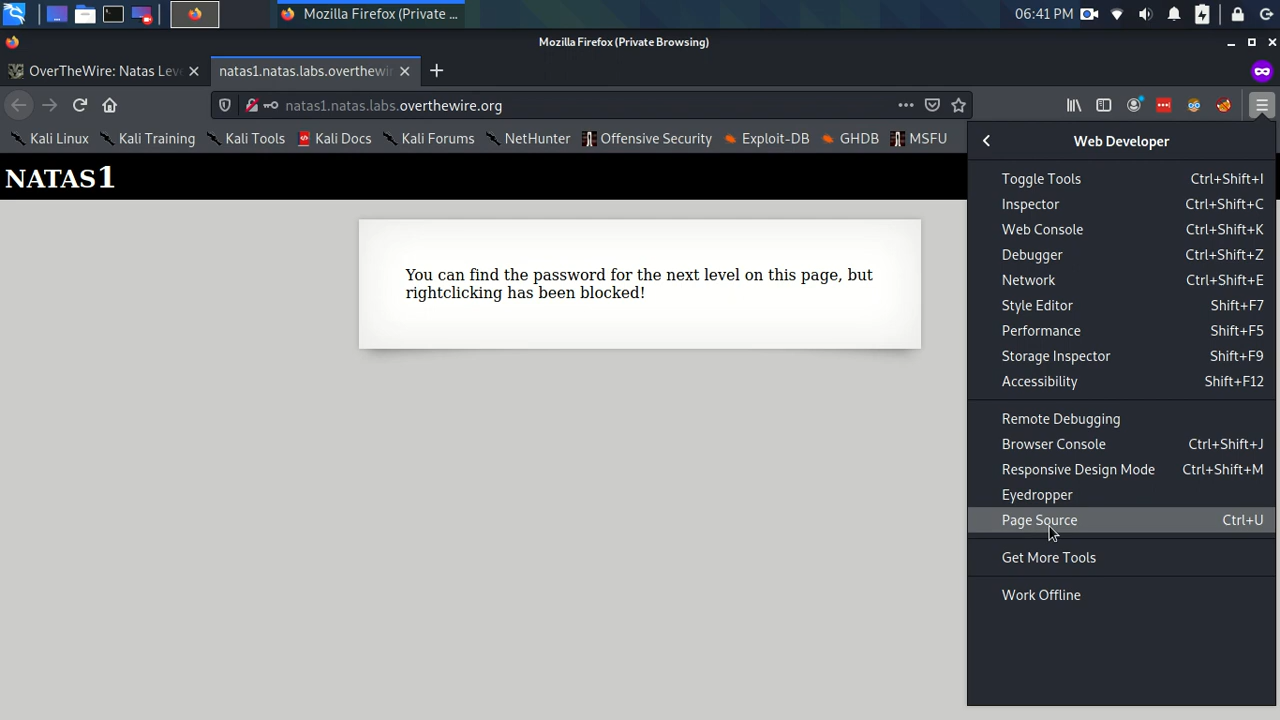 Mozilla Firefox (Private ...
06:41 PM
Mozilla Firefox (Private Browsing)
OverTheWire: Natas Leve
natas1.natas.labs.overthewir
natas1.natas.labs.overthewire.org
Kali Linux
Kali Training
Kali Tools
Kali Docs
Kali Forums
NetHunter
Offensive Security
Exploit-DB
GHDB
MSFU
NATAS1
You can find the password for the next level on this page, but
rightclicking has been blocked!
Web Developer
Toggle Tools Ctrl+Shift+I
Inspector Ctrl+Shift+C
Web Console Ctrl+Shift+K
Debugger Ctrl+Shift+Z
Network Ctrl+Shift+E
Style Editor Shift+F7
Performance Shift+F5
Storage Inspector Shift+F9
Accessibility Shift+F12
Remote Debugging
Browser Console Ctrl+Shift+J
Responsive Design Mode Ctrl+Shift+M
Eyedropper
Page Source Ctrl+U
Get More Tools
Work Offline